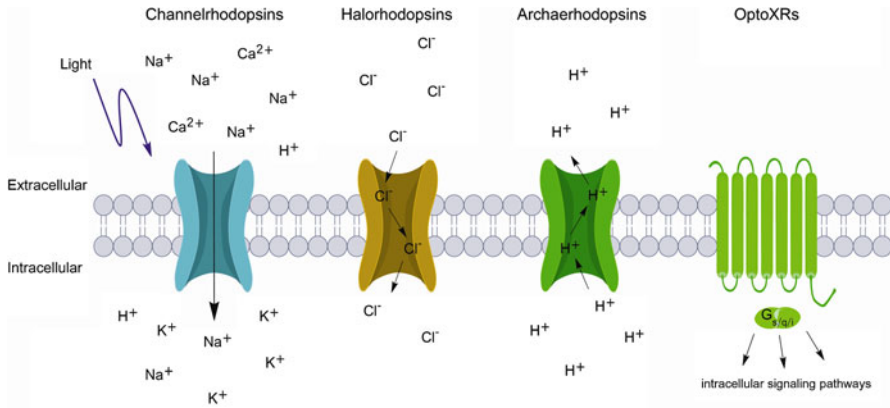 Channelrhodopsins Halorhodopsins Archaerhodopsins OptoXRs
Light
Na⁺ Ca²⁺ Cl⁻
Na⁺ Cl⁻ Cl⁻ H⁺
Na⁺ H⁺
Ca²⁺ Na⁺ Cl⁻ H⁺
H⁺
Extracellular
Cl⁻ H⁺
Cl⁻ H⁺
Intracellular
H⁺ K⁺ K⁺ Cl⁻ H⁺
Na⁺ Cl⁻ H⁺ H⁺
G s/q/i
Na⁺ K⁺ H⁺
K⁺
intracellular signaling pathways